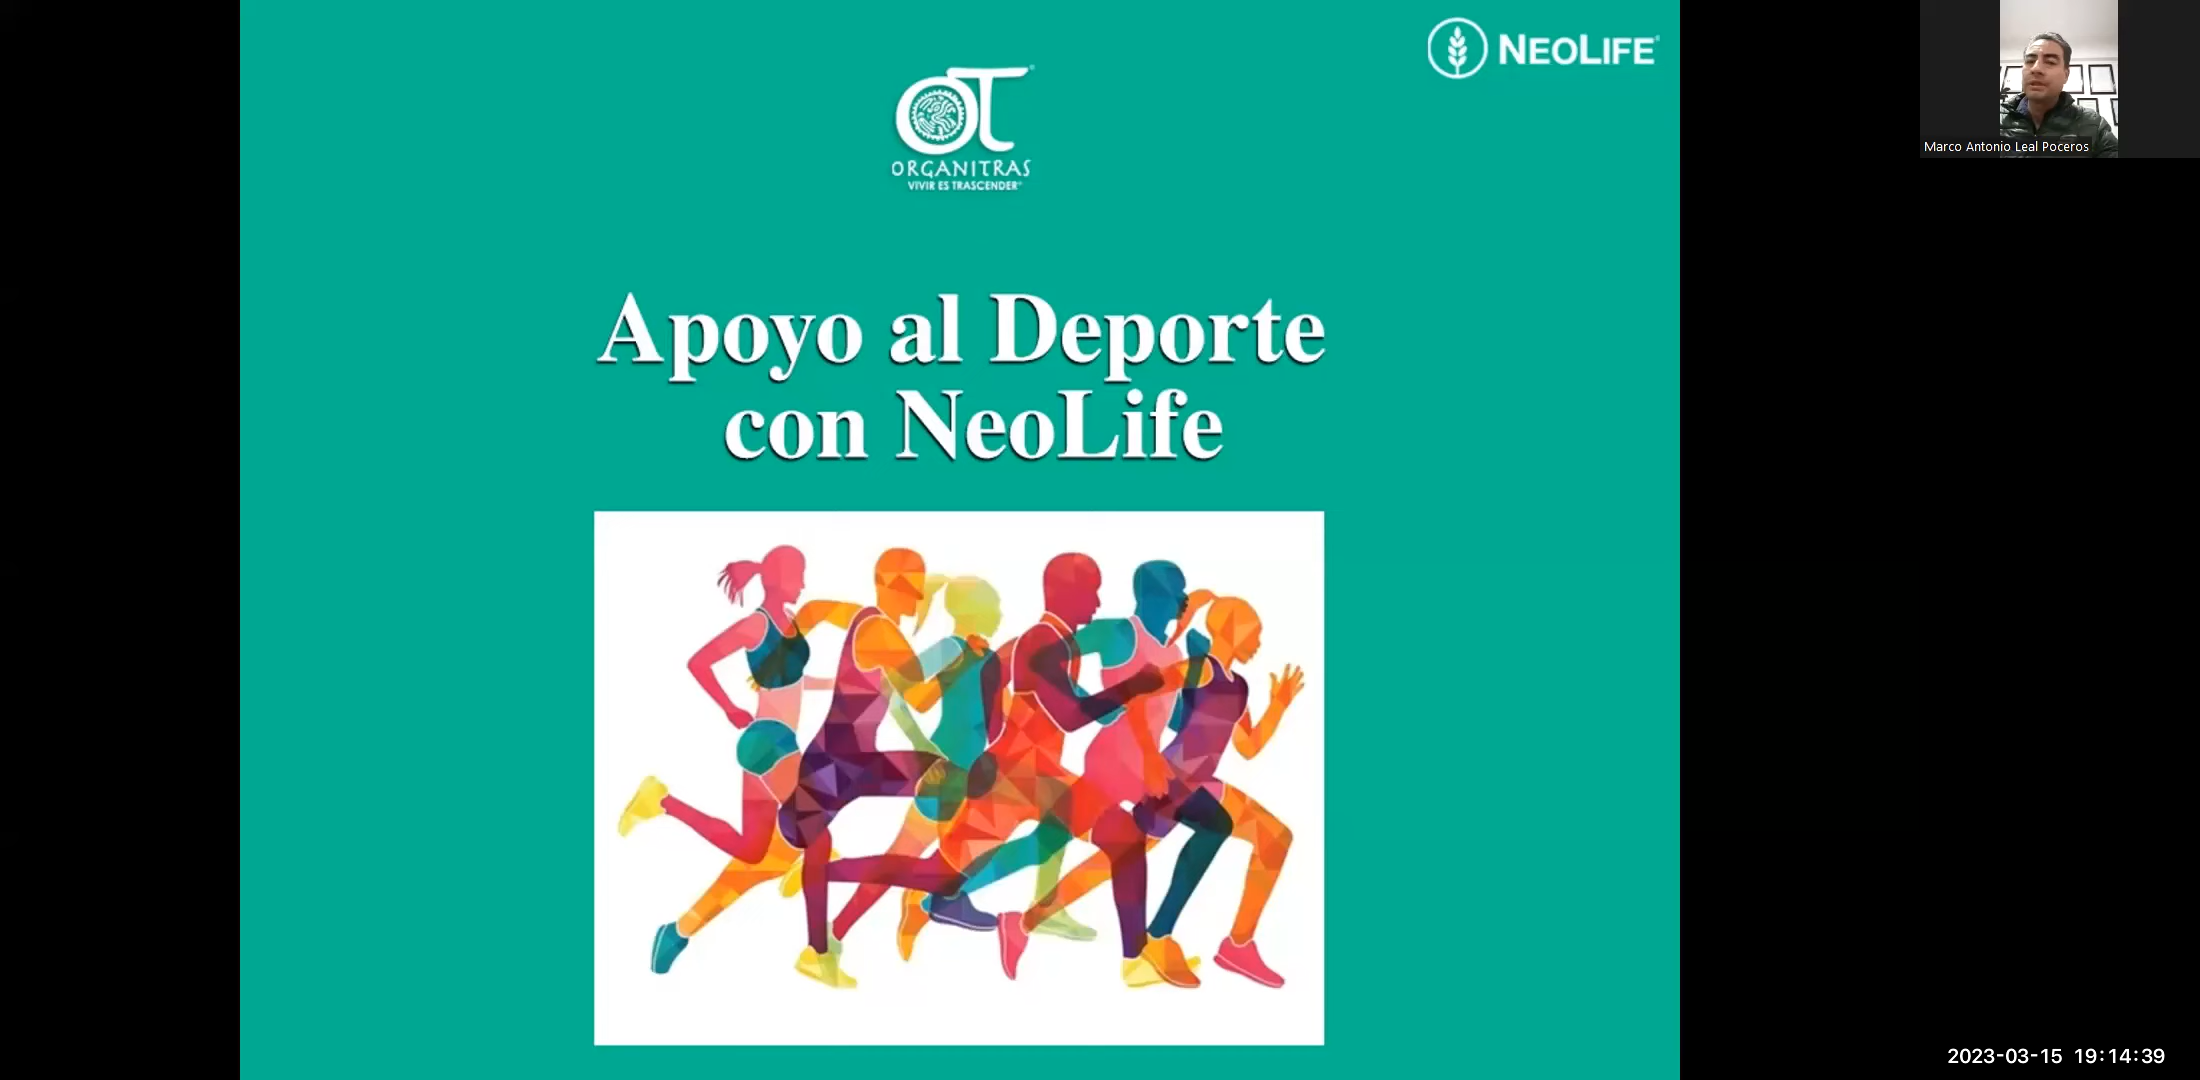 NEOLIFE®
OT®
ORGANITRAS
VIVIR ES TRASCENDER®
Apoyo al Deporte
con NeoLife
Marco Antonio Leal Poceros
2023-03-15 19:14:39